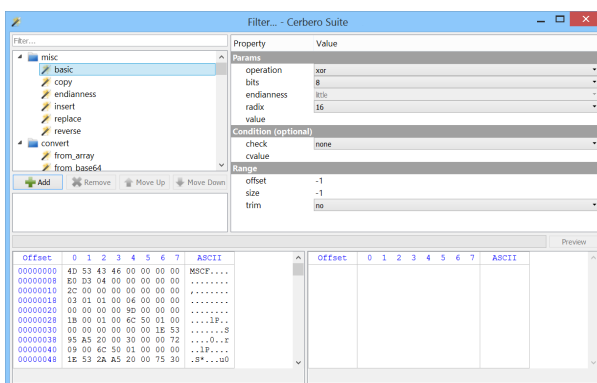 Filter... - Cerbero Suite
Filter...
misc
basic
copy
endianness
insert
replace
reverse
convert
from_array
from_base64
Add Remove Move Up Move Down
Property Value
Params
operation xor
bits 8
endianness little
radix 16
value
Condition (optional)
check none
cvalue
Range
offset -1
size -1
trim no
Preview
Offset 0 1 2 3 4 5 6 7 ASCII
00000000 4D 53 43 46 00 00 00 00 MSCF....
00000008 E0 D3 04 00 00 00 00 00 ........
00000010 2C 00 00 00 00 00 00 00 ,.......
00000018 03 01 01 00 06 00 00 00 ........
00000020 00 00 00 00 9D 00 00 00 ........
00000028 1B 00 01 00 6C 50 01 00 ....lP..
00000030 00 00 00 00 00 00 1E 53 .......S
00000038 95 A5 20 00 30 00 00 72 .. .0..r
00000040 09 00 6C 50 01 00 00 00 ..lP....
00000048 1E 53 2A A5 20 00 75 30 .S*. .u0
Offset 0 1 2 3 4 5 6 7 ASCII